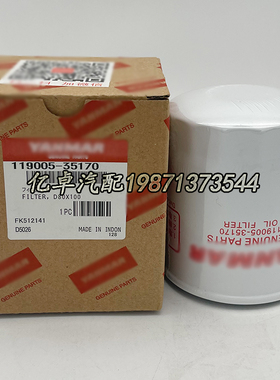 YANMAR
119005-35170
FILTER, D80X100
1PC
FK512141
D5026
MADE IN INDON
亿卓汽配19871373544
GENUINE PARTS
OIL FILTER
119005-35170